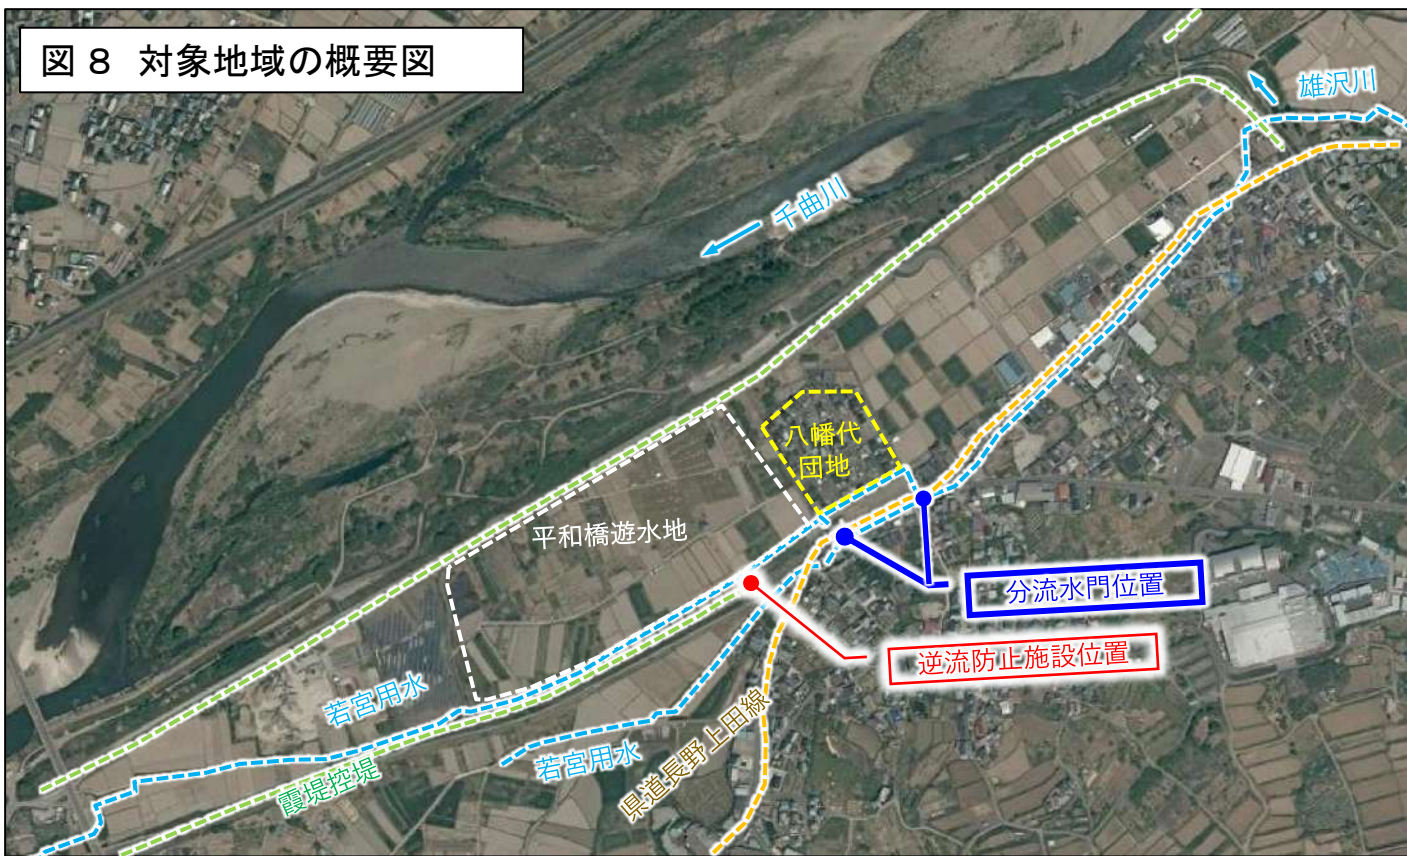 図８ 対象地域の概要図
雄沢川
千曲川
八幡代
団地
平和橋遊水地
分流水門位置
逆流防止施設位置
若宮用水
若宮用水
県道長野上田線
霞堤控堤